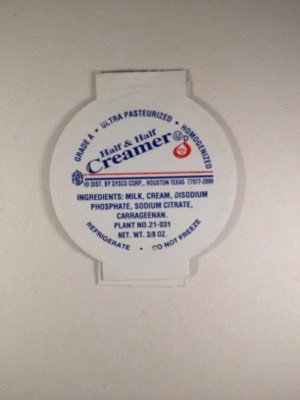 GRADE A • ULTRA PASTEURIZED • HOMOGENIZED
Half & Half
Creamer
DIST. BY SYSCO CORP., HOUSTON TEXAS 77077-2099
INGREDIENTS: MILK, CREAM, DISODIUM
PHOSPHATE, SODIUM CITRATE,
CARRAGEENAN.
PLANT NO. 21-031
NET. WT. 3/8 OZ.
REFRIGERATE • DO NOT FREEZE